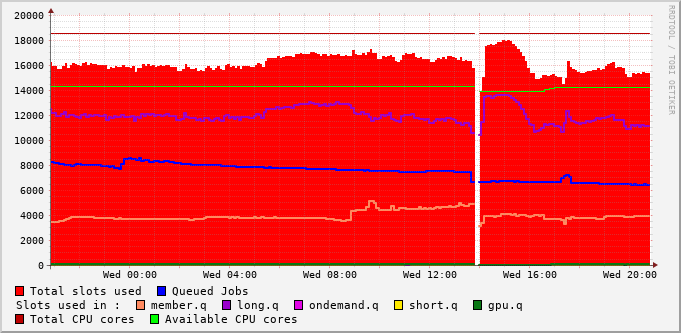 20000
18000
16000
14000
12000
10000
8000
6000
4000
2000
0
Wed 00:00 Wed 04:00 Wed 08:00 Wed 12:00 Wed 16:00 Wed 20:00
Total slots used Queued Jobs
Slots used in : member.q long.q ondemand.q short.q gpu.q
Total CPU cores Available CPU cores
RRDTOOL / TOBI OETIKER